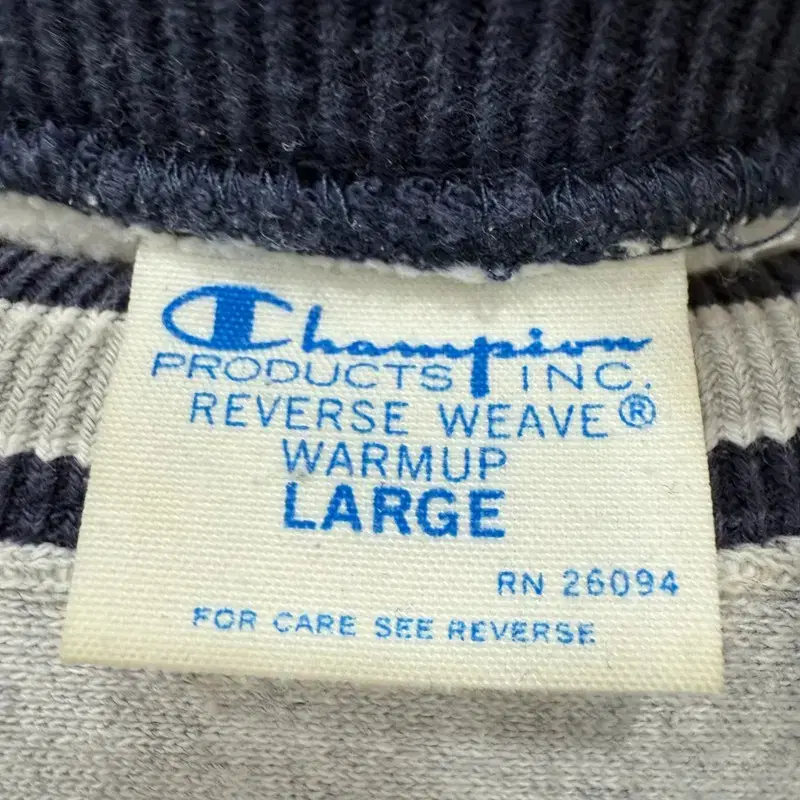 Champion
PRODUCTS INC.
REVERSE WEAVE®
WARMUP
LARGE
RN 26094
FOR CARE SEE REVERSE